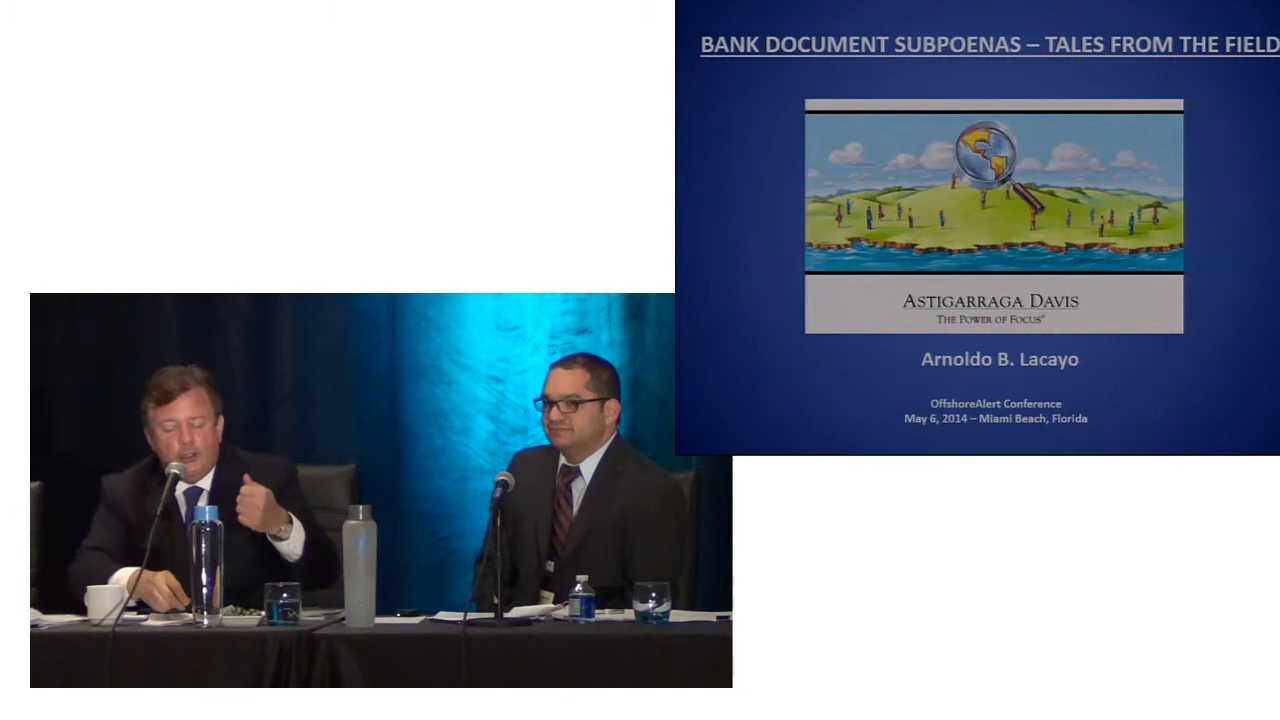 BANK DOCUMENT SUBPOENAS – TALES FROM THE FIELD
ASTIGARRAGA DAVIS
THE POWER OF FOCUS®
Arnoldo B. Lacayo
OffshoreAlert Conference
May 6, 2014 – Miami Beach, Florida